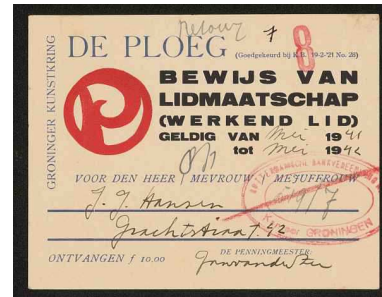 Retour 7
8
DE PLOEG (Goedgekeurd bij K.B. 19-2-'21 No. 28)
GRONINGER KUNSTKRING
BEWIJS VAN
LIDMAATSCHAP
(WERKEND LID)
GELDIG VAN Mei 1941
tot Mei 1942
VOOR DEN HEER / MEVROUW / MEJUFFROUW
J. J. Hansen
Grachtstraat 42
GRONINGEN
DE PENNINGMEESTER:
ONTVANGEN f 10.00 Janvanderzee